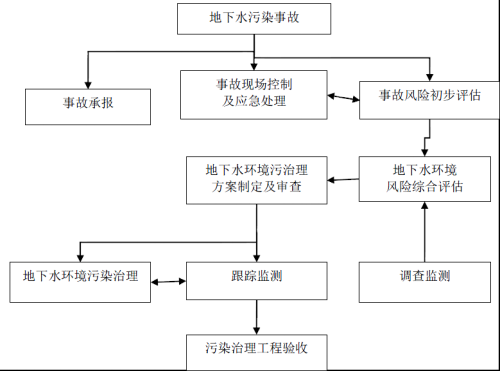 地下水污染事故
事故承报
事故现场控制
及应急处理
事故风险初步评估
地下水环境污治理
方案制定及审查
地下水环境
风险综合评估
地下水环境污染治理
跟踪监测
调查监测
污染治理工程验收